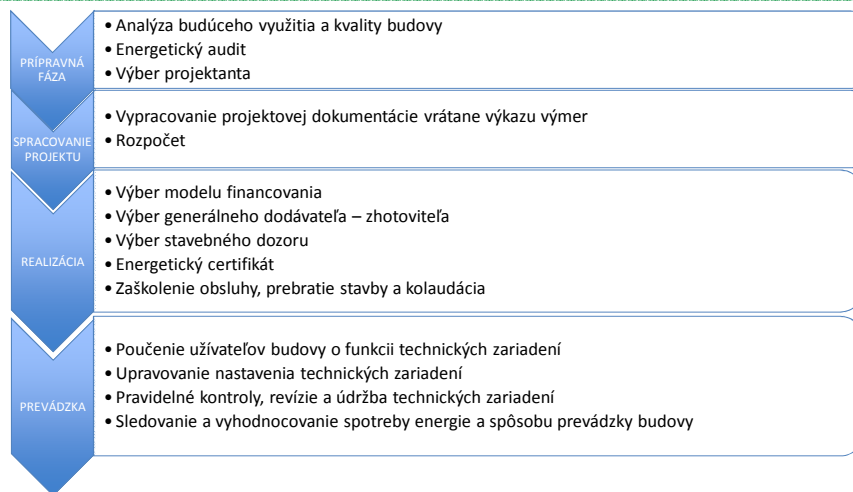 PRÍPRAVNÁ
FÁZA
• Analýza budúceho využitia a kvality budovy
• Energetický audit
• Výber projektanta
SPRACOVANIE
PROJEKTU
• Vypracovanie projektovej dokumentácie vrátane výkazu výmer
• Rozpočet
REALIZÁCIA
• Výber modelu financovania
• Výber generálneho dodávateľa – zhotoviteľa
• Výber stavebného dozoru
• Energetický certifikát
• Zaškolenie obsluhy, prebratie stavby a kolaudácia
PREVÁDZKA
• Poučenie užívateľov budovy o funkcii technických zariadení
• Upravovanie nastavenia technických zariadení
• Pravidelné kontroly, revízie a údržba technických zariadení
• Sledovanie a vyhodnocovanie spotreby energie a spôsobu prevádzky budovy